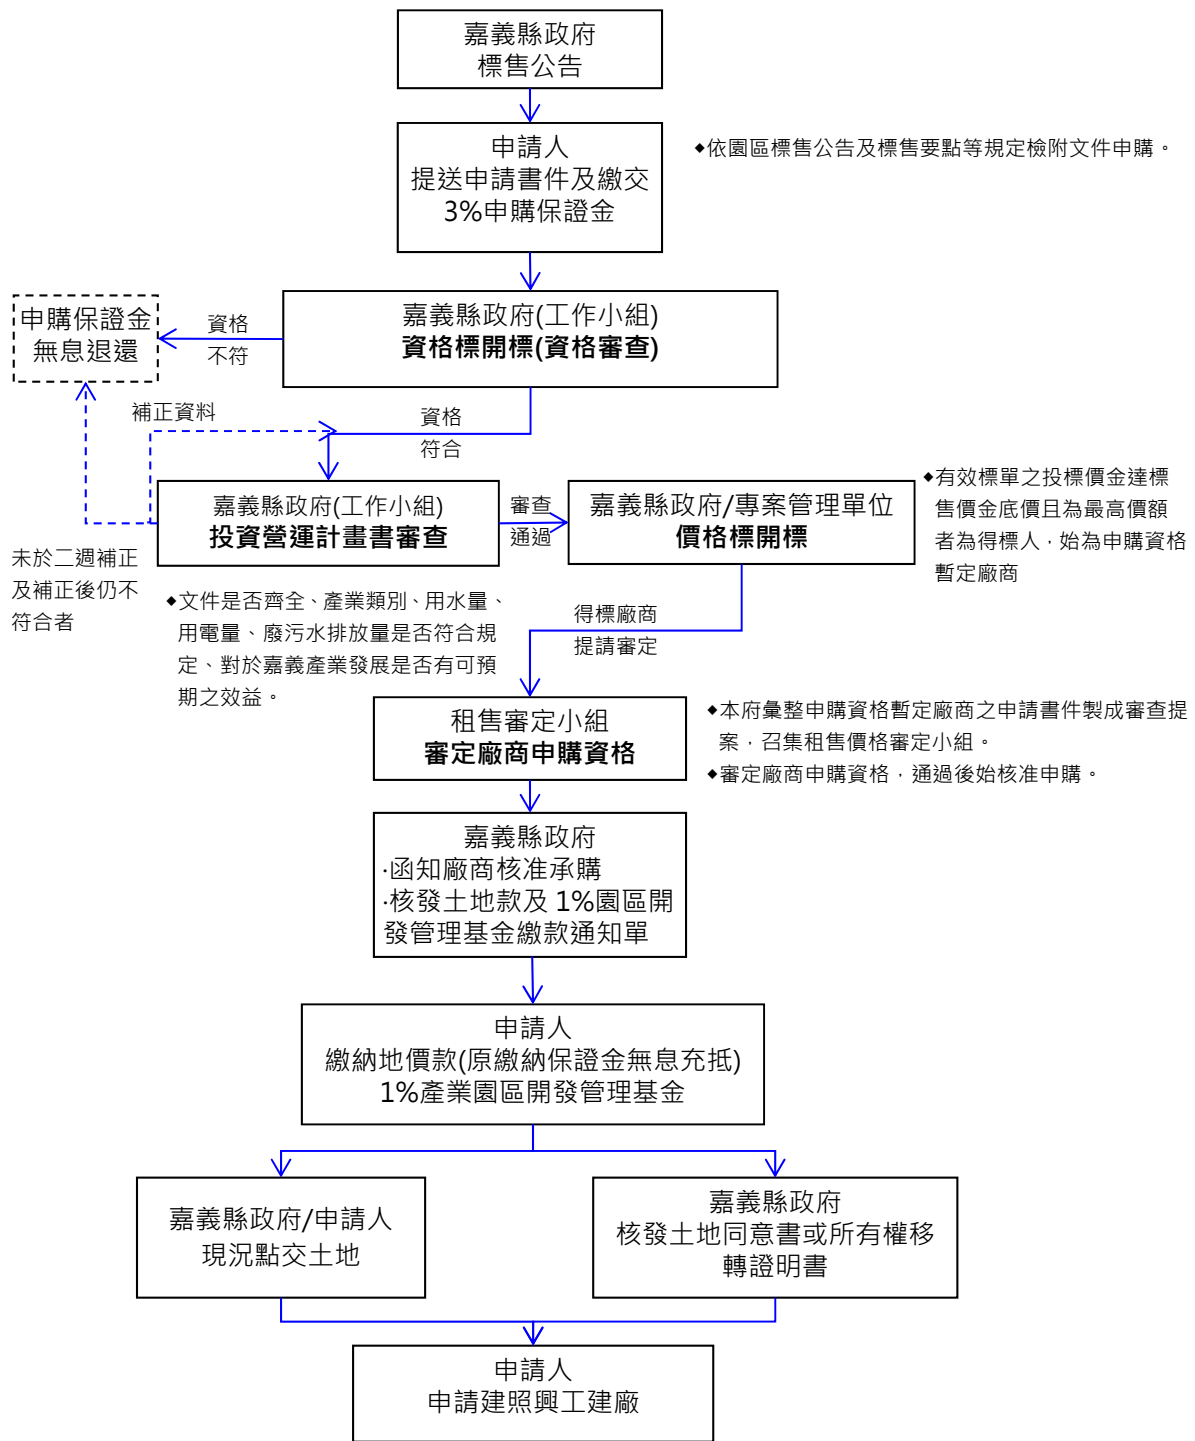 嘉義縣政府
標售公告
申請人
提送申請書件及繳交
3%申購保證金
◆依園區標售公告及標售要點等規定檢附文件申購。
嘉義縣政府(工作小組)
資格標開標(資格審查)
資格
不符
申購保證金
無息退還
補正資料
資格
符合
嘉義縣政府(工作小組)
投資營運計畫書審查
審查
通過
嘉義縣政府/專案管理單位
價格標開標
◆有效標單之投標價金達標
售價金底價且為最高價額
者為得標人，始為申購資格
暫定廠商
未於二週補正
及補正後仍不
符合者
◆文件是否齊全、產業類別、用水量、
用電量、廢污水排放量是否符合規
定、對於嘉義產業發展是否有可預
期之效益。
得標廠商
提請審定
租售審定小組
審定廠商申購資格
◆本府彙整申購資格暫定廠商之申請書件製成審查提
案，召集租售價格審定小組。
◆審定廠商申購資格，通過後始核准申購。
嘉義縣政府
·函知廠商核准承購
·核發土地款及 1%園區開
發管理基金繳款通知單
申請人
繳納地價款(原繳納保證金無息充抵)
1%產業園區開發管理基金
嘉義縣政府/申請人
現況點交土地
嘉義縣政府
核發土地同意書或所有權移
轉證明書
申請人
申請建照興工建廠